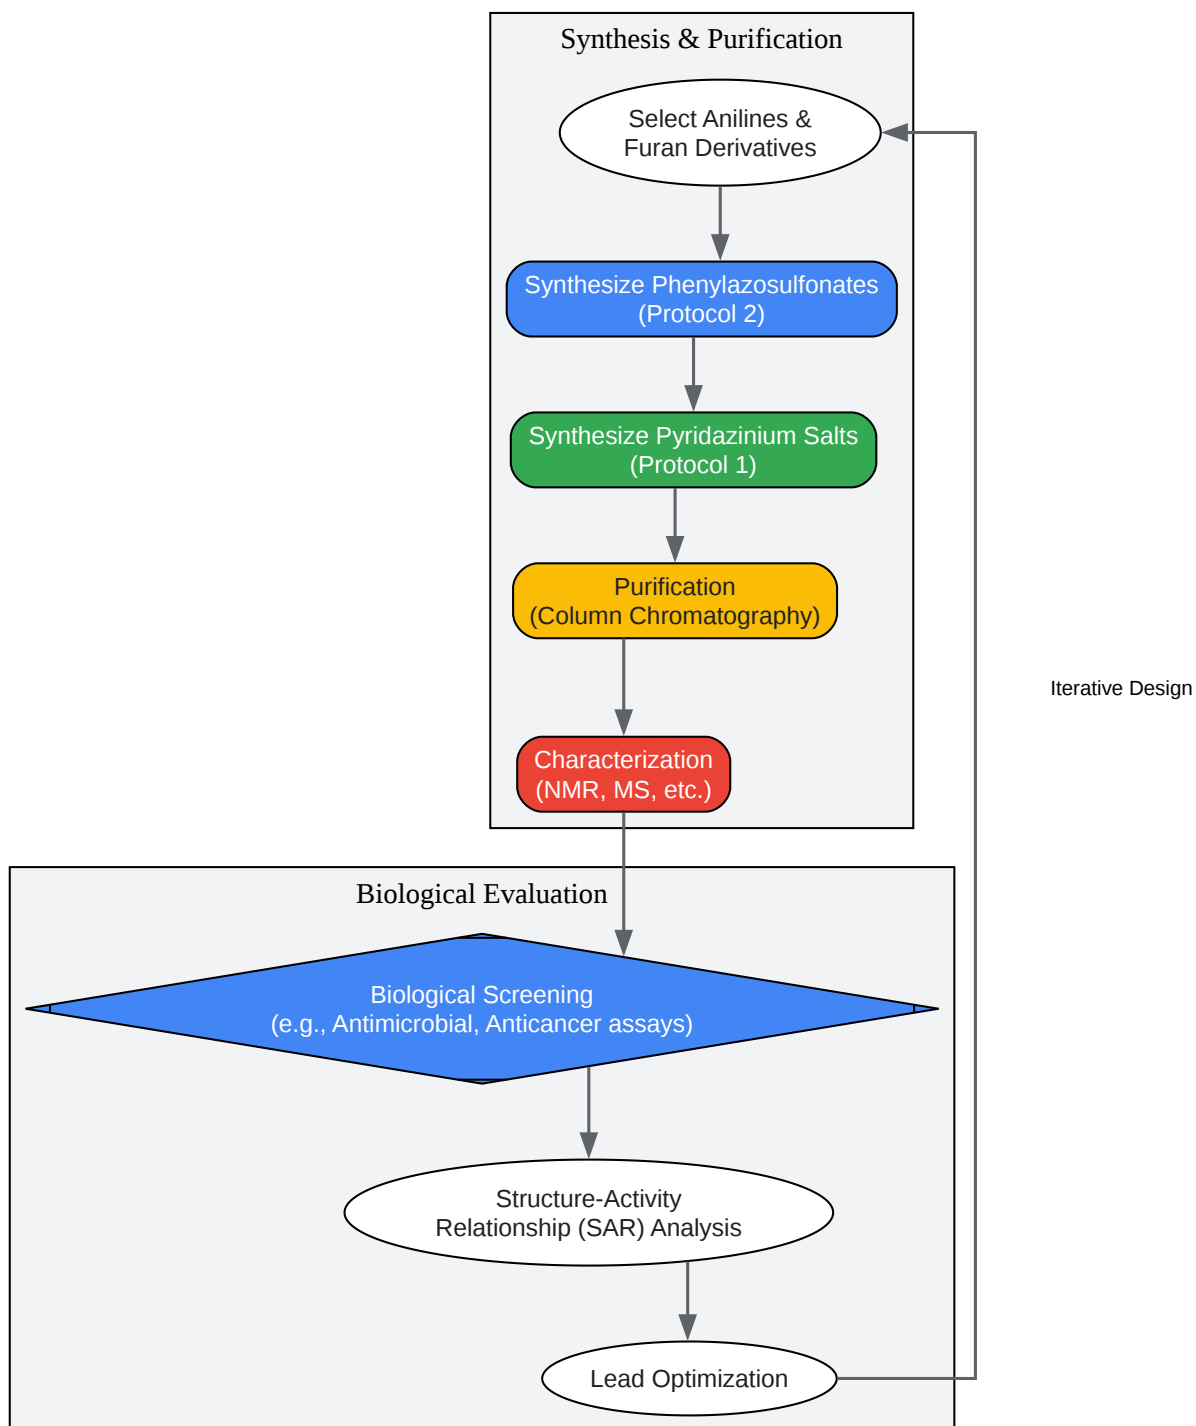 Synthesis & Purification
Select Anilines &
Furan Derivatives
Synthesize Phenylazosulfonates
(Protocol 2)
Synthesize Pyridazinium Salts
(Protocol 1)
Purification
(Column Chromatography)
Iterative Design
Characterization
(NMR, MS, etc.)
Biological Evaluation
Biological Screening
(e.g., Antimicrobial, Anticancer assays)
Structure-Activity
Relationship (SAR) Analysis
Lead Optimization